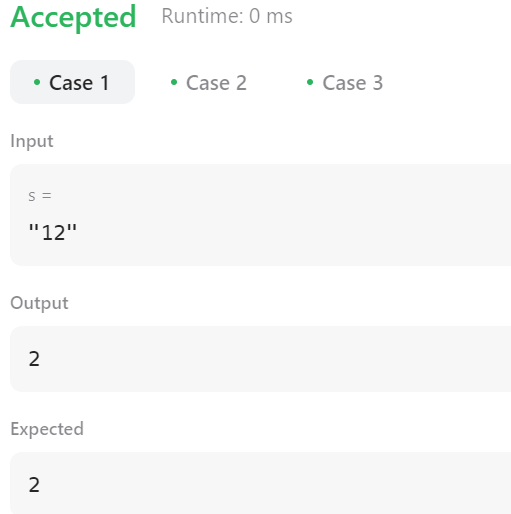 Accepted Runtime: 0 ms
• Case 1 • Case 2 • Case 3
Input
s =
"12"
Output
2
Expected
2